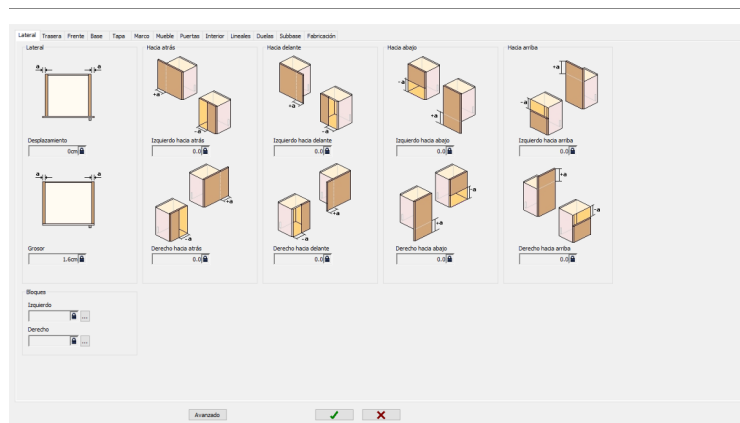 Lateral Trasera Frente Base Tapa Marco Mueble Puertas Interior Lineales Duelas Subbase Fabricación
Lateral
a a
Desplazamiento
0cm
a a
Grosor
1.6cm
Hacia atrás
+a
-a
Izquierdo hacia atrás
0.0
+a
-a
Derecho hacia atrás
0.0
Hacia delante
+a
-a
Izquierdo hacia delante
0.0
+a
-a
Derecho hacia delante
0.0
Hacia abajo
-a
+a
Izquierdo hacia abajo
0.0
-a
+a
Derecho hacia abajo
0.0
Hacia arriba
+a
-a
Izquierdo hacia arriba
0.0
+a
-a
Derecho hacia arriba
0.0
Bloques
Izquierdo
...
Derecho
...
Avanzado